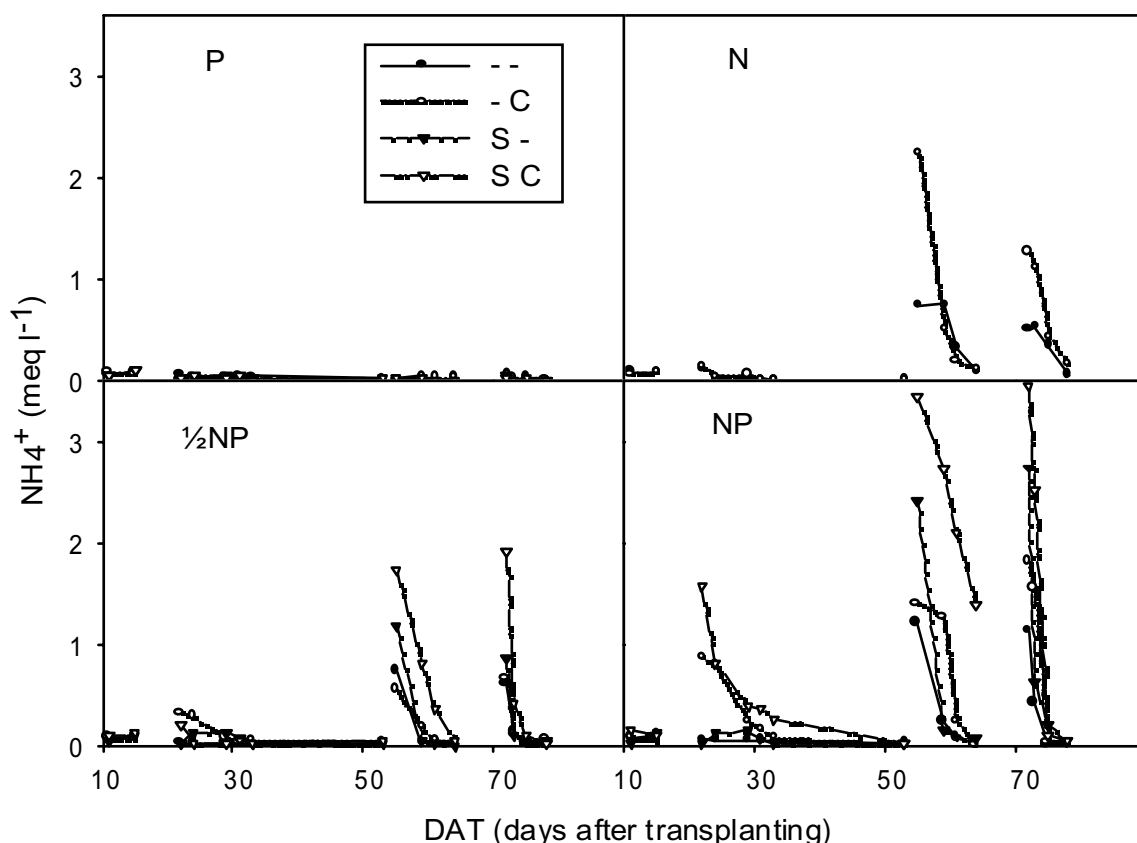 P
N
- -
- C
S -
S C
3
2
1
0
½NP
NP
3
2
1
0
NH4+ (meq l-1)
10 30 50 70 10 30 50 70
DAT (days after transplanting)